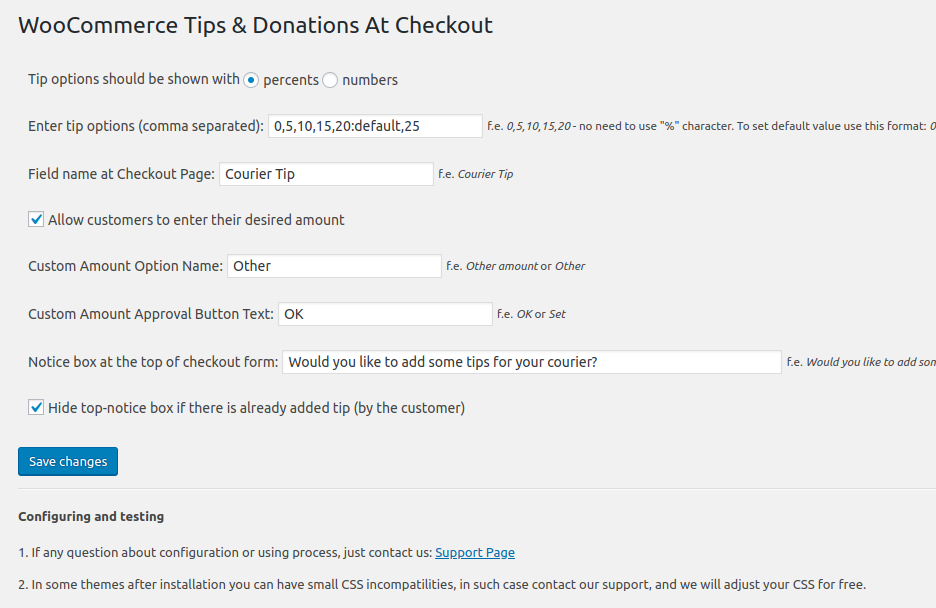 WooCommerce Tips & Donations At Checkout
Tip options should be shown with percents numbers
Enter tip options (comma separated): 0,5,10,15,20:default,25 f.e. 0,5,10,15,20 - no need to use "%" character. To set default value use this format: 0
Field name at Checkout Page: Courier Tip f.e. Courier Tip
Allow customers to enter their desired amount
Custom Amount Option Name: Other f.e. Other amount or Other
Custom Amount Approval Button Text: OK f.e. OK or Set
Notice box at the top of checkout form: Would you like to add some tips for your courier? f.e. Would you like to add som
Hide top-notice box if there is already added tip (by the customer)
Save changes
Configuring and testing
1. If any question about configuration or using process, just contact us: Support Page
2. In some themes after installation you can have small CSS incompatilities, in such case contact our support, and we will adjust your CSS for free.